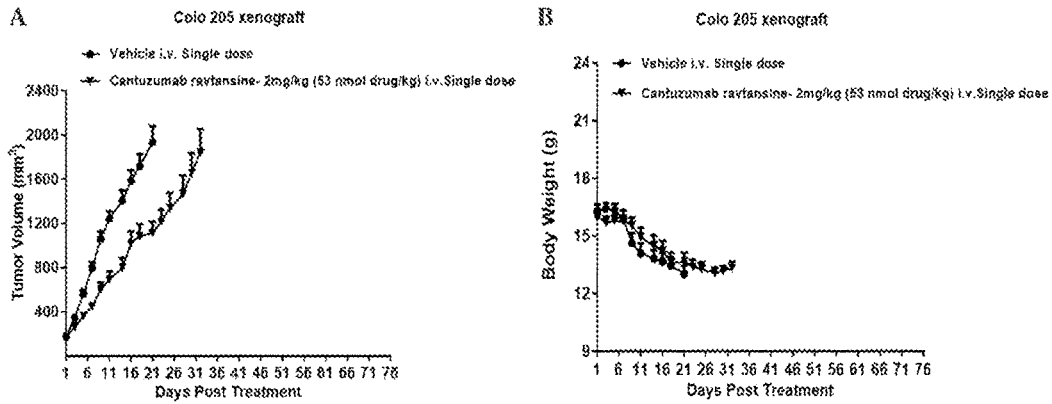 A
Colo 205 xenograft
Vehicle i.v. Single dose
Cantuzumab ravtansine- 2mg/kg (53 nmol drug/kg) i.v.Single dose
Tumor Volume (mm³)
2400
2000
1600
1200
800
400
1 6 11 16 21 26 31 36 41 46 51 56 61 66 71 76
Days Post Treatment
B
Colo 205 xenograft
Vehicle i.v. Single dose
Cantuzumab ravtansine- 2mg/kg (53 nmol drug/kg) i.v.Single dose
Body Weight (g)
24
21
18
15
12
9
1 6 11 16 21 26 31 36 41 46 51 56 61 66 71 76
Days Post Treatment